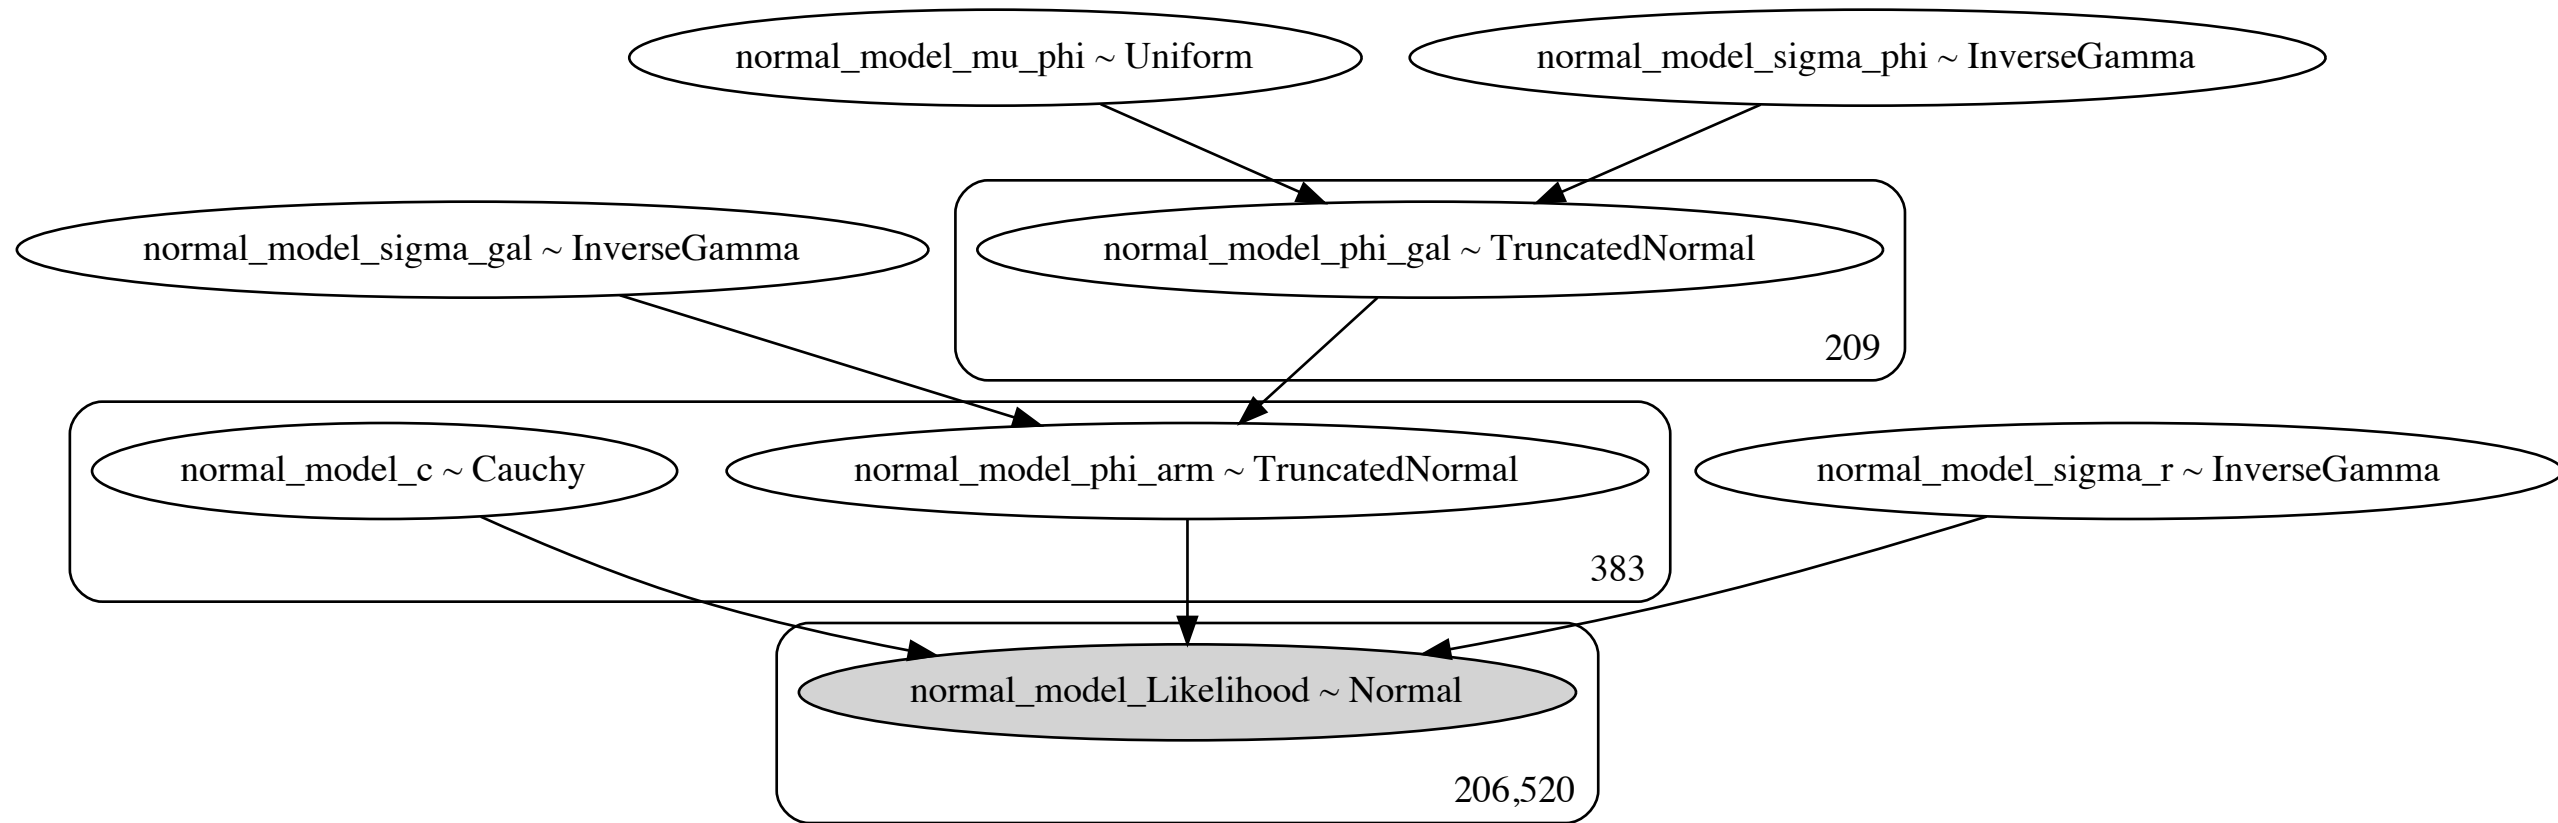 normal_model_mu_phi ~ Uniform
normal_model_sigma_phi ~ InverseGamma
normal_model_sigma_gal ~ InverseGamma
normal_model_phi_gal ~ TruncatedNormal
209
normal_model_c ~ Cauchy
normal_model_phi_arm ~ TruncatedNormal
normal_model_sigma_r ~ InverseGamma
383
normal_model_Likelihood ~ Normal
206,520